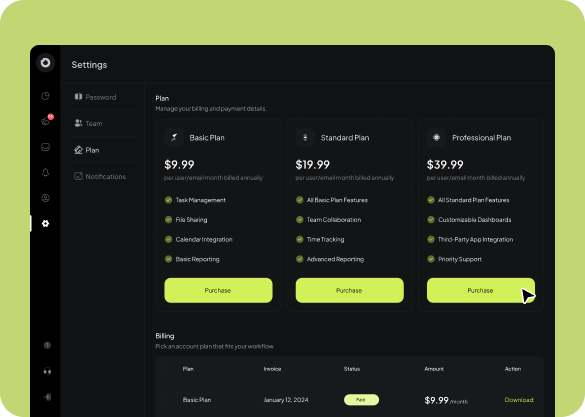 Settings
Password
Team
Plan
Notifications
Plan
Manage your billing and payment details.
Basic Plan
$9.99
per user/email month billed annually
Task Management
File Sharing
Calendar Integration
Basic Reporting
Purchase
Standard Plan
$19.99
per user/email month billed annually
All Basic Plan Features
Team Collaboration
Time Tracking
Advanced Reporting
Purchase
Professional Plan
$39.99
per user/email month billed annually
All Standard Plan Features
Customizable Dashboards
Third-Party App Integration
Priority Support
Purchase
Billing
Pick an account plan that fits your workflow.
Plan Invoice Status Amount Action
Basic Plan January 12, 2024 Paid $9.99 /month Download